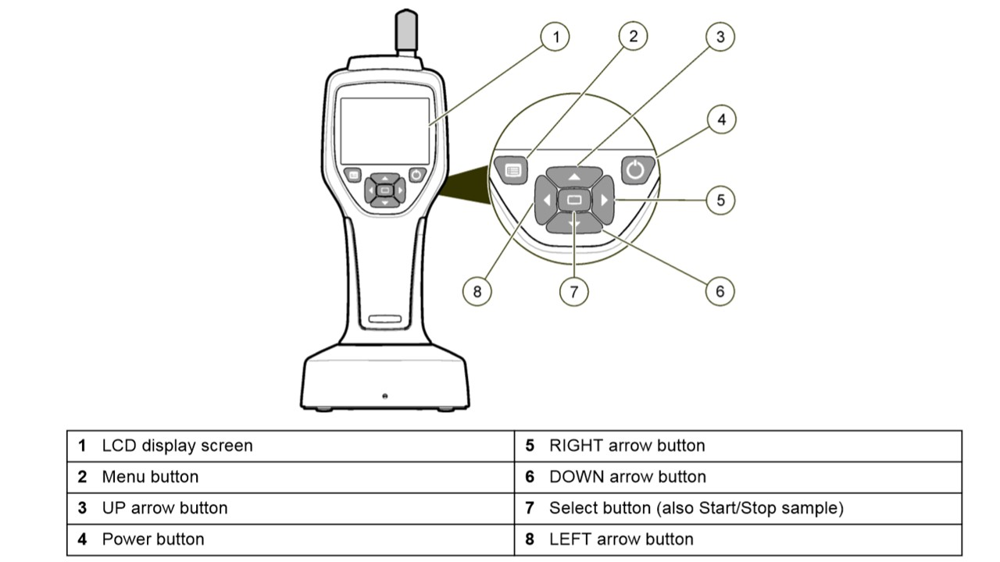 1
2
3
4
5
6
7
8
1 LCD display screen
2 Menu button
3 UP arrow button
4 Power button
5 RIGHT arrow button
6 DOWN arrow button
7 Select button (also Start/Stop sample)
8 LEFT arrow button